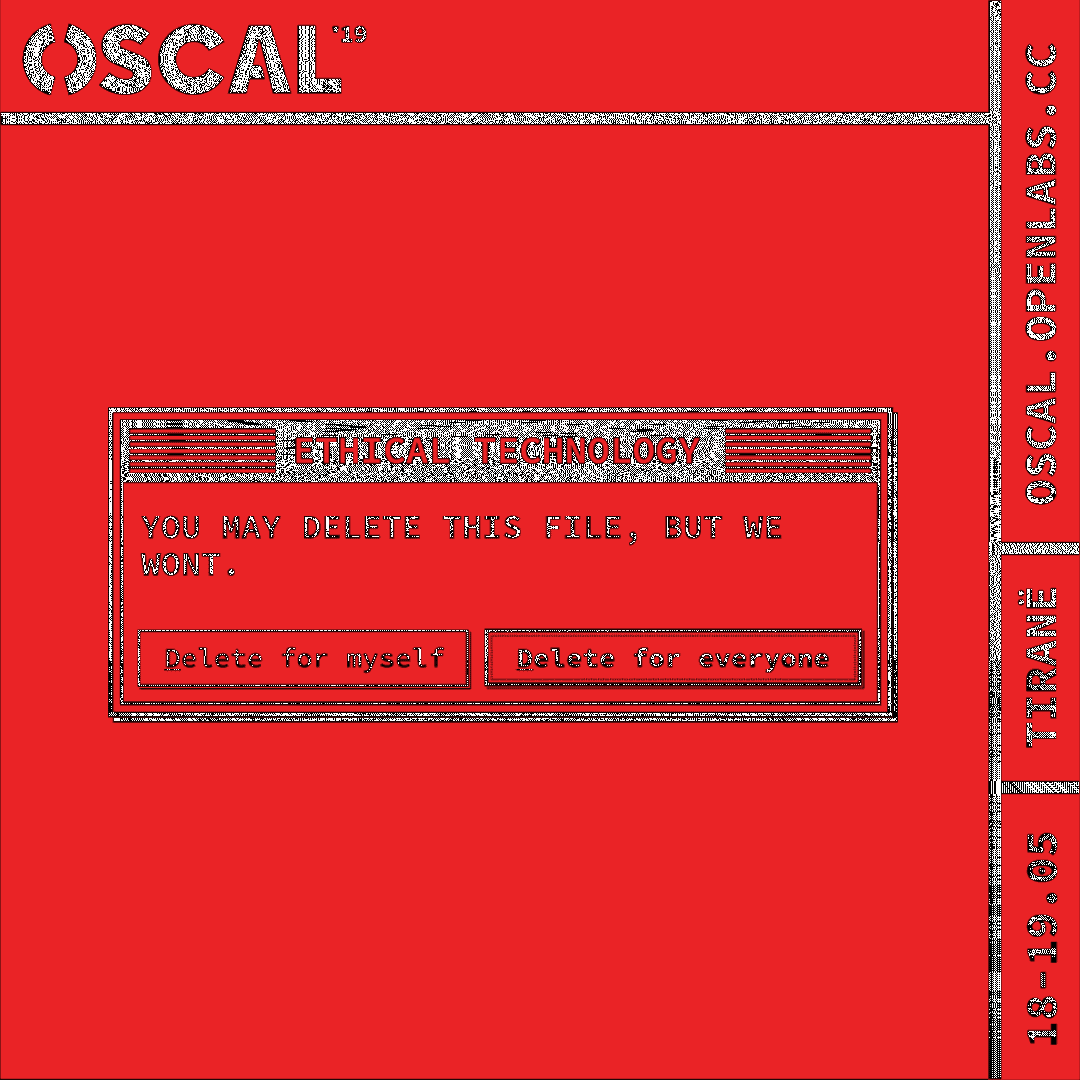 OSCAL '19
ETHICAL TECHNOLOGY
YOU MAY DELETE THIS FILE, BUT WE
WONT.
Delete for myself
Delete for everyone
OSCAL.OPENLABS.CC
TIRANË
18-19.05